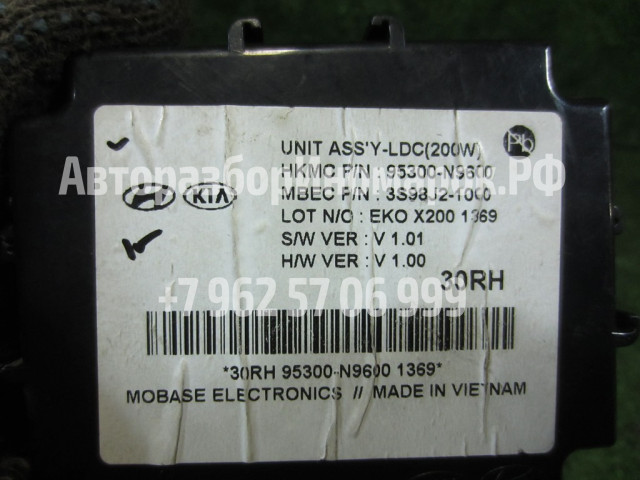 UNIT ASS'Y-LDC(200W)
Pb
HKMC P/N : 95300-N9600
KIA
MBEC P/N : 3S98J2-1000
LOT N/O : EKO X200 1369
S/W VER : V 1.01
H/W VER : V 1.00
30RH
+7 962 57 06 999
*30RH 95300-N9600 1369*
MOBASE ELECTRONICS // MADE IN VIETNAM